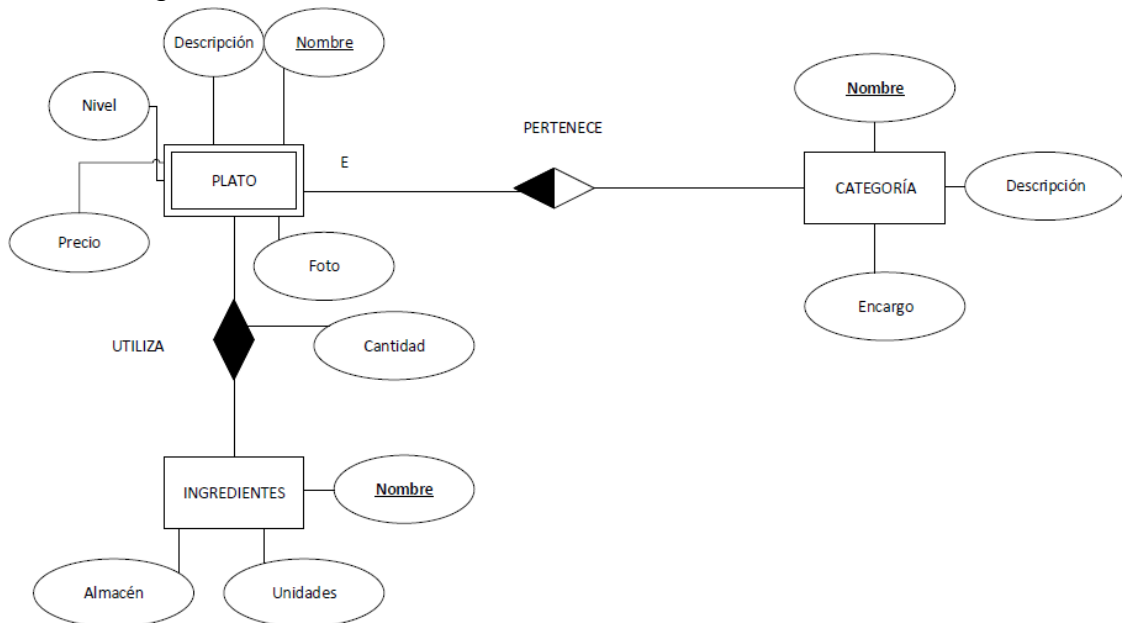 Descripción
Nombre
Nivel
Nombre
PERTENECE
E
PLATO
CATEGORÍA
Descripción
Precio
Foto
Encargo
UTILIZA
Cantidad
INGREDIENTES
Nombre
Almacén
Unidades